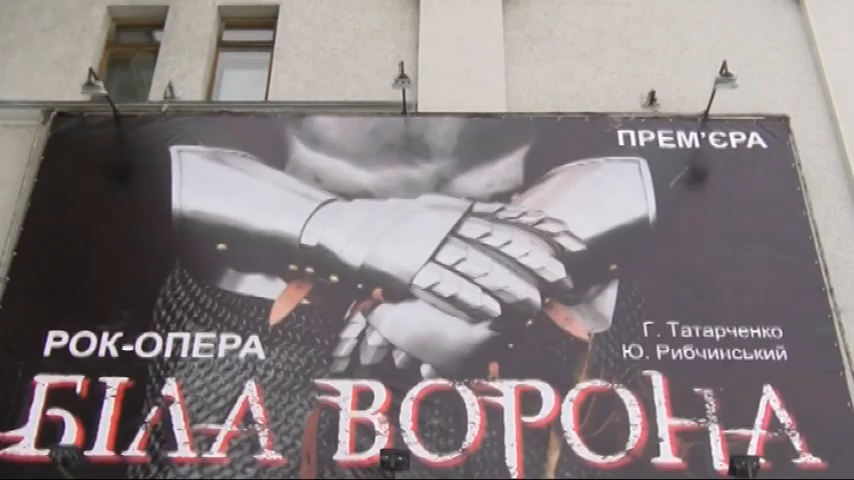 ПРЕМ'ЄРА
Г. Татарченко
РОК-ОПЕРА
Ю. Рибчинський
БІЛА ВОРОНА